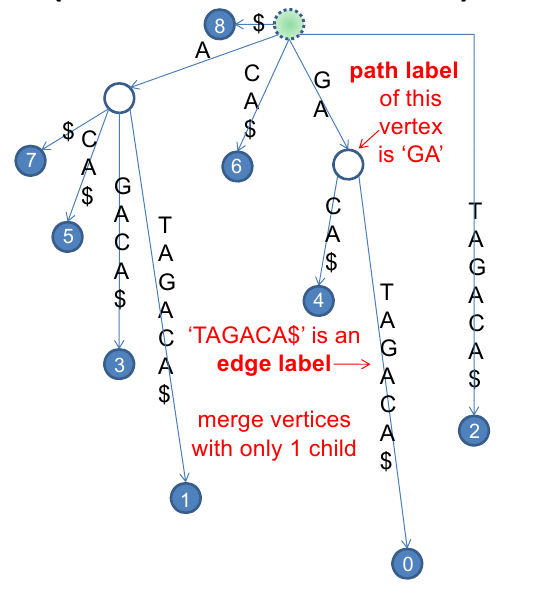 8
$
A
C
A
$
G
A
path label
of this
vertex
is ‘GA’
7
$
C
A
$
5
G
A
C
A
$
3
T
A
G
A
C
A
$
1
6
C
A
$
4
‘TAGACA$’ is an
edge label
merge vertices
with only 1 child
T
A
G
A
C
A
$
0
T
A
G
A
C
A
$
2